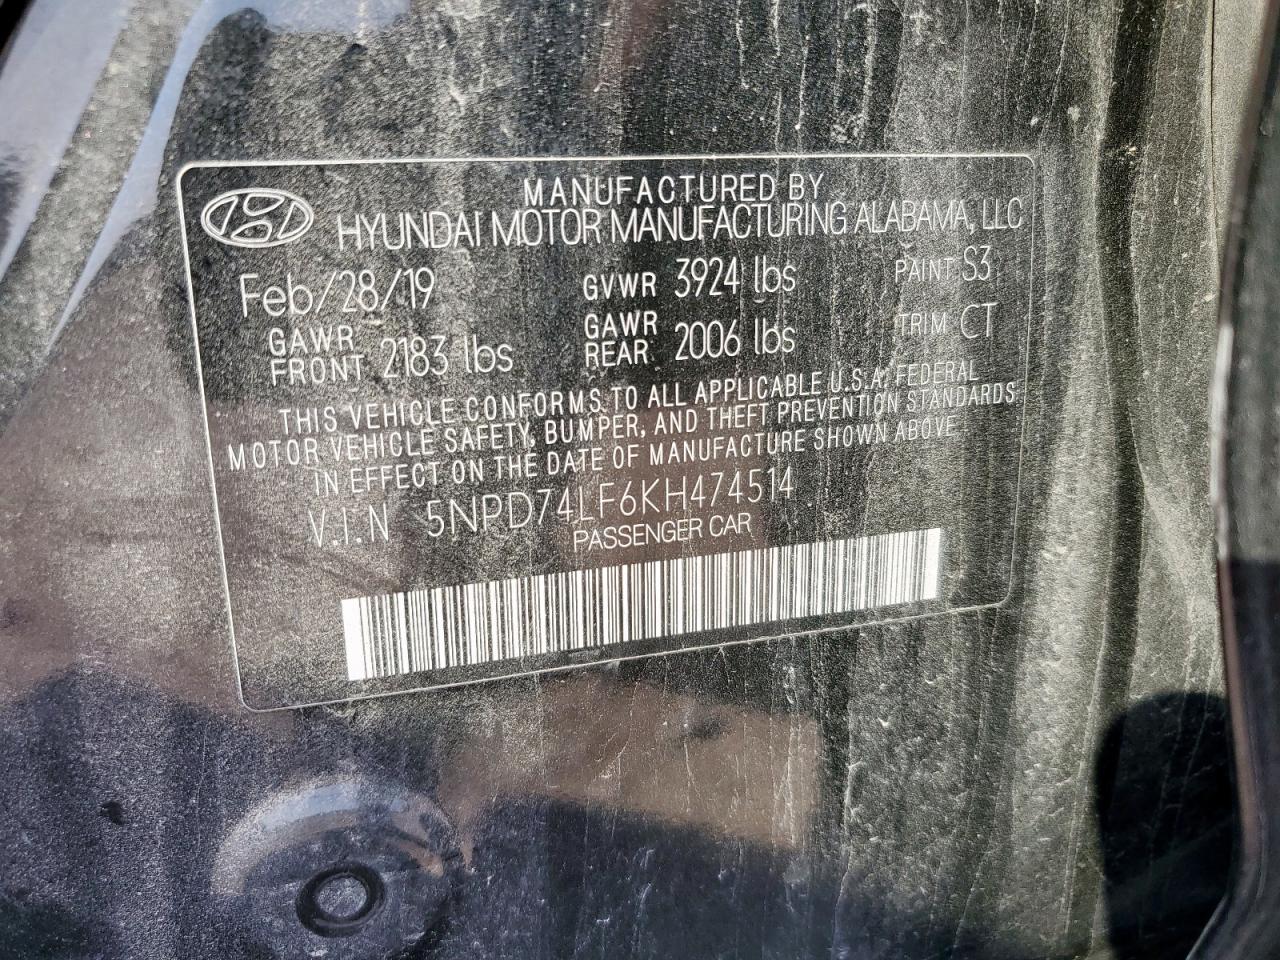 MANUFACTURED BY
HYUNDAI MOTOR MANUFACTURING ALABAMA, LLC
Feb/28/19 GVWR 3924 lbs PAINT S3
GAWR FRONT 2183 lbs GAWR REAR 2006 lbs TRIM CT
THIS VEHICLE CONFORMS TO ALL APPLICABLE U.S.A. FEDERAL
MOTOR VEHICLE SAFETY, BUMPER, AND THEFT PREVENTION STANDARDS
IN EFFECT ON THE DATE OF MANUFACTURE SHOWN ABOVE.
V.I.N 5NPD74LF6KH474514
PASSENGER CAR